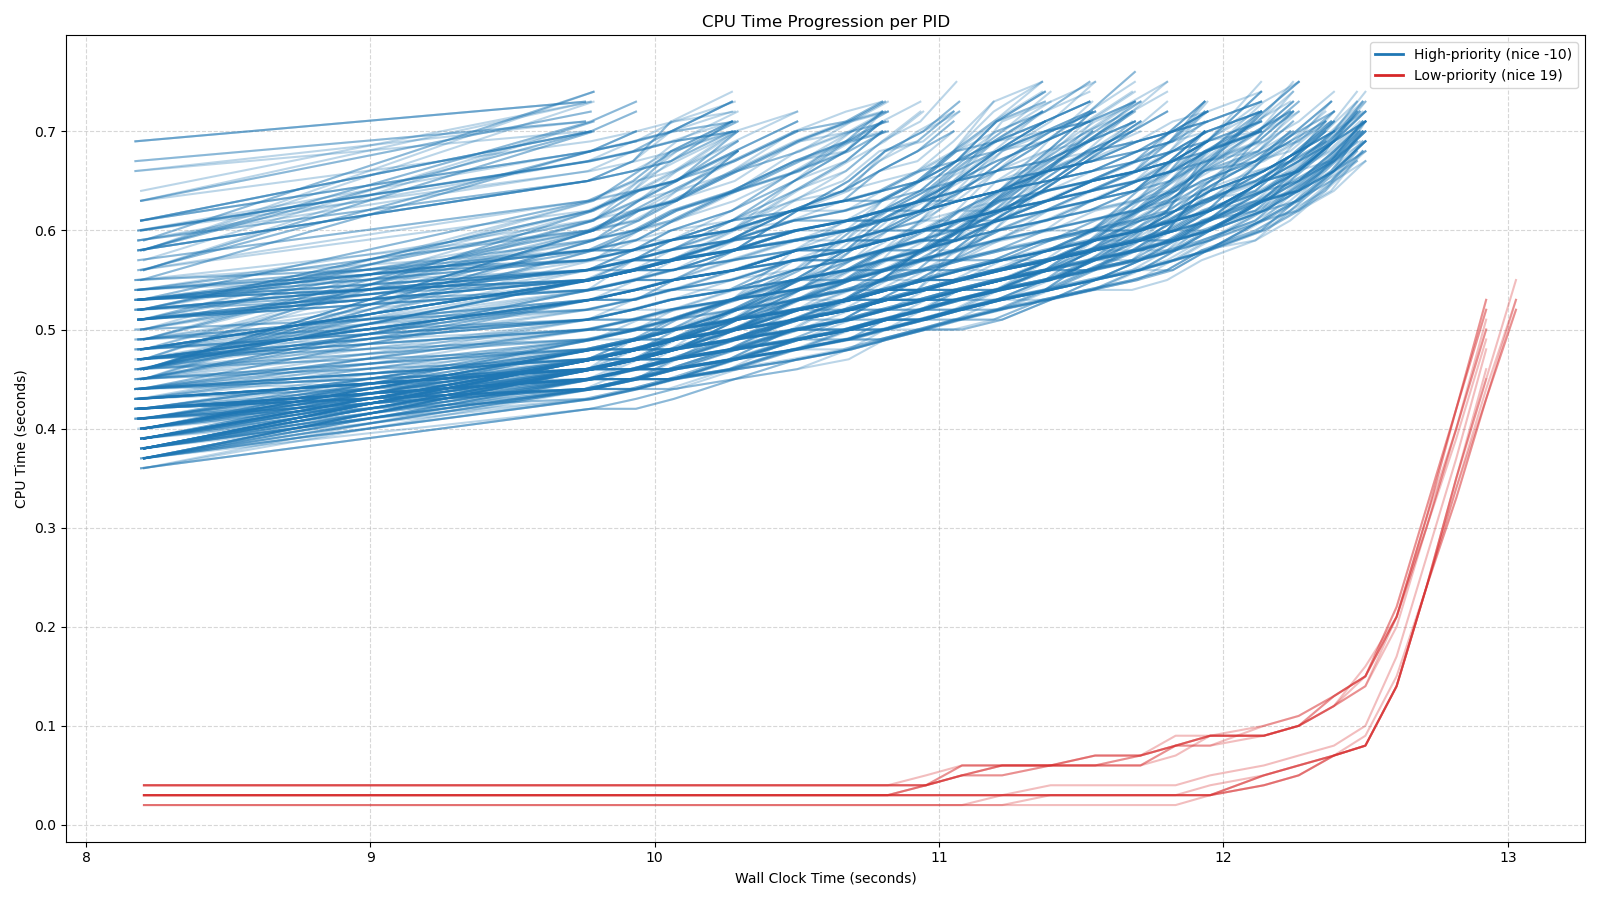 CPU Time Progression per PID
High-priority (nice -10)
Low-priority (nice 19)
CPU Time (seconds)
0.7
0.6
0.5
0.4
0.3
0.2
0.1
0.0
8
9
10
11
12
13
Wall Clock Time (seconds)